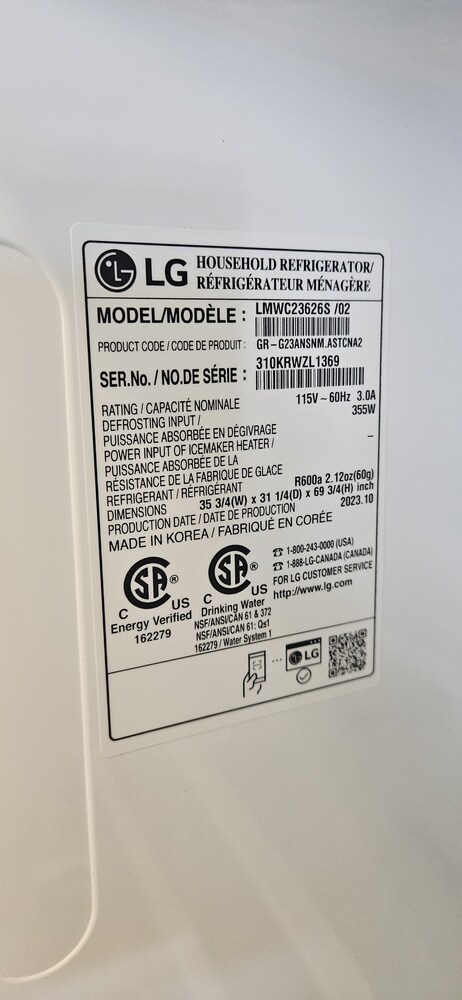 LG HOUSEHOLD REFRIGERATOR/
RÉFRIGÉRATEUR MÉNAGÈRE
MODEL/MODÈLE : LMWC23626S /02
PRODUCT CODE / CODE DE PRODUIT : GR-G23ANSNM.ASTCNA2
SER.No. / NO.DE SÉRIE : 310KRWZL1369
RATING / CAPACITÉ NOMINALE 115V ~ 60Hz 3.0A
DEFROSTING INPUT / 355W
PUISSANCE ABSORBÉE EN DÉGIVRAGE
POWER INPUT OF ICEMAKER HEATER / –
PUISSANCE ABSORBÉE DE LA
RÉSISTANCE DE LA FABRIQUE DE GLACE
REFRIGERANT / RÉFRIGÉRANT R600a 2.12oz(60g)
DIMENSIONS 35 3/4(W) x 31 1/4(D) x 69 3/4(H) inch
PRODUCTION DATE / DATE DE PRODUCTION 2023.10
MADE IN KOREA / FABRIQUÉ EN CORÉE
SA ®
C US
Energy Verified
162279
SA ®
C US
Drinking Water
NSF/ANSI/CAN 61 & 372
NSF/ANSI/CAN 61: Q≤1
162279 / Water System 1
1-800-243-0000 (USA)
1-888-LG-CANADA (CANADA)
FOR LG CUSTOMER SERVICE
http://www.lg.com
... LG